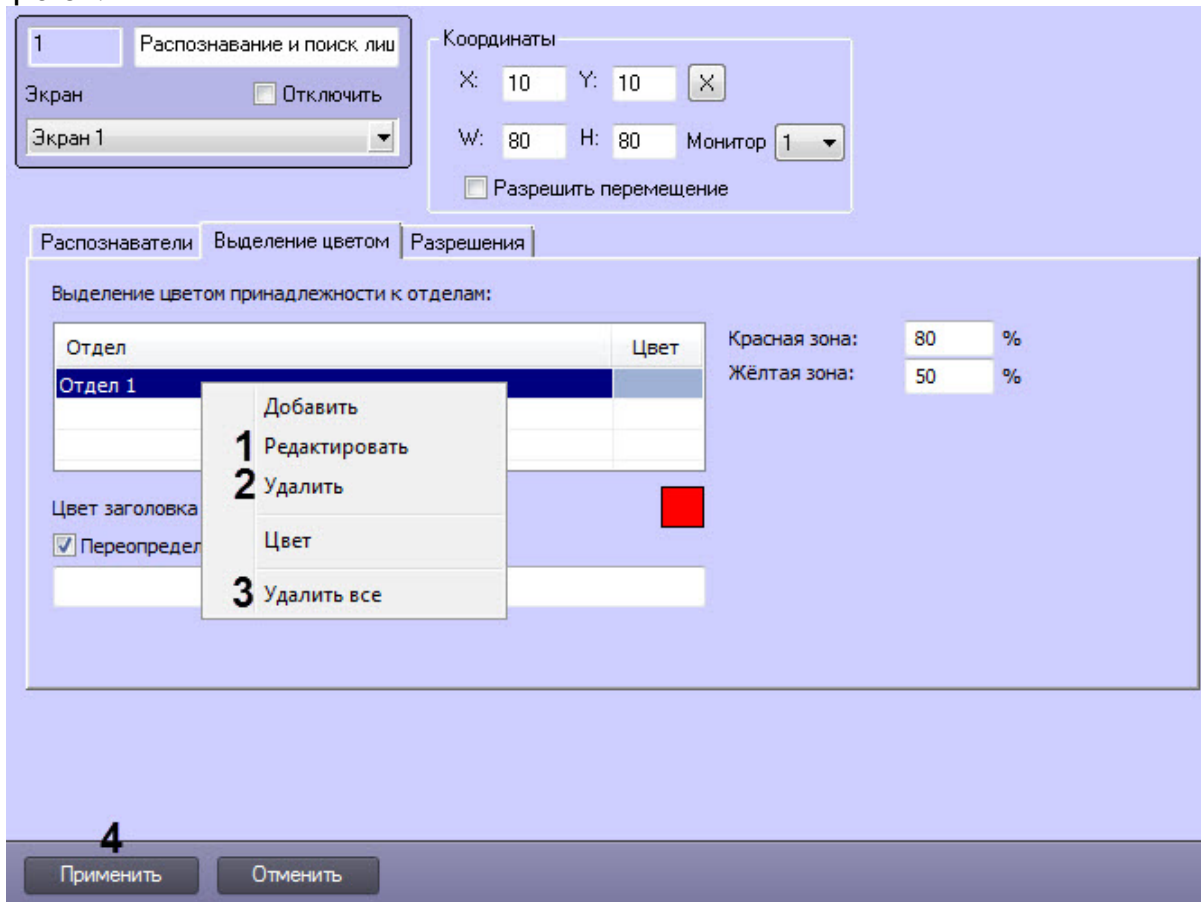 1 Распознавание и поиск лиц
Экран Отключить
Экран 1
Координаты
X: 10 Y: 10 X
W: 80 H: 80 Монитор 1
Разрешить перемещение
Распознаватели Выделение цветом Разрешения
Выделение цветом принадлежности к отделам:
Отдел Цвет
Отдел 1
Красная зона: 80 %
Жёлтая зона: 50 %
Добавить
1 Редактировать
2 Удалить
Цвет заголовка
Цвет
Переопредел
3 Удалить все
4
Применить Отменить